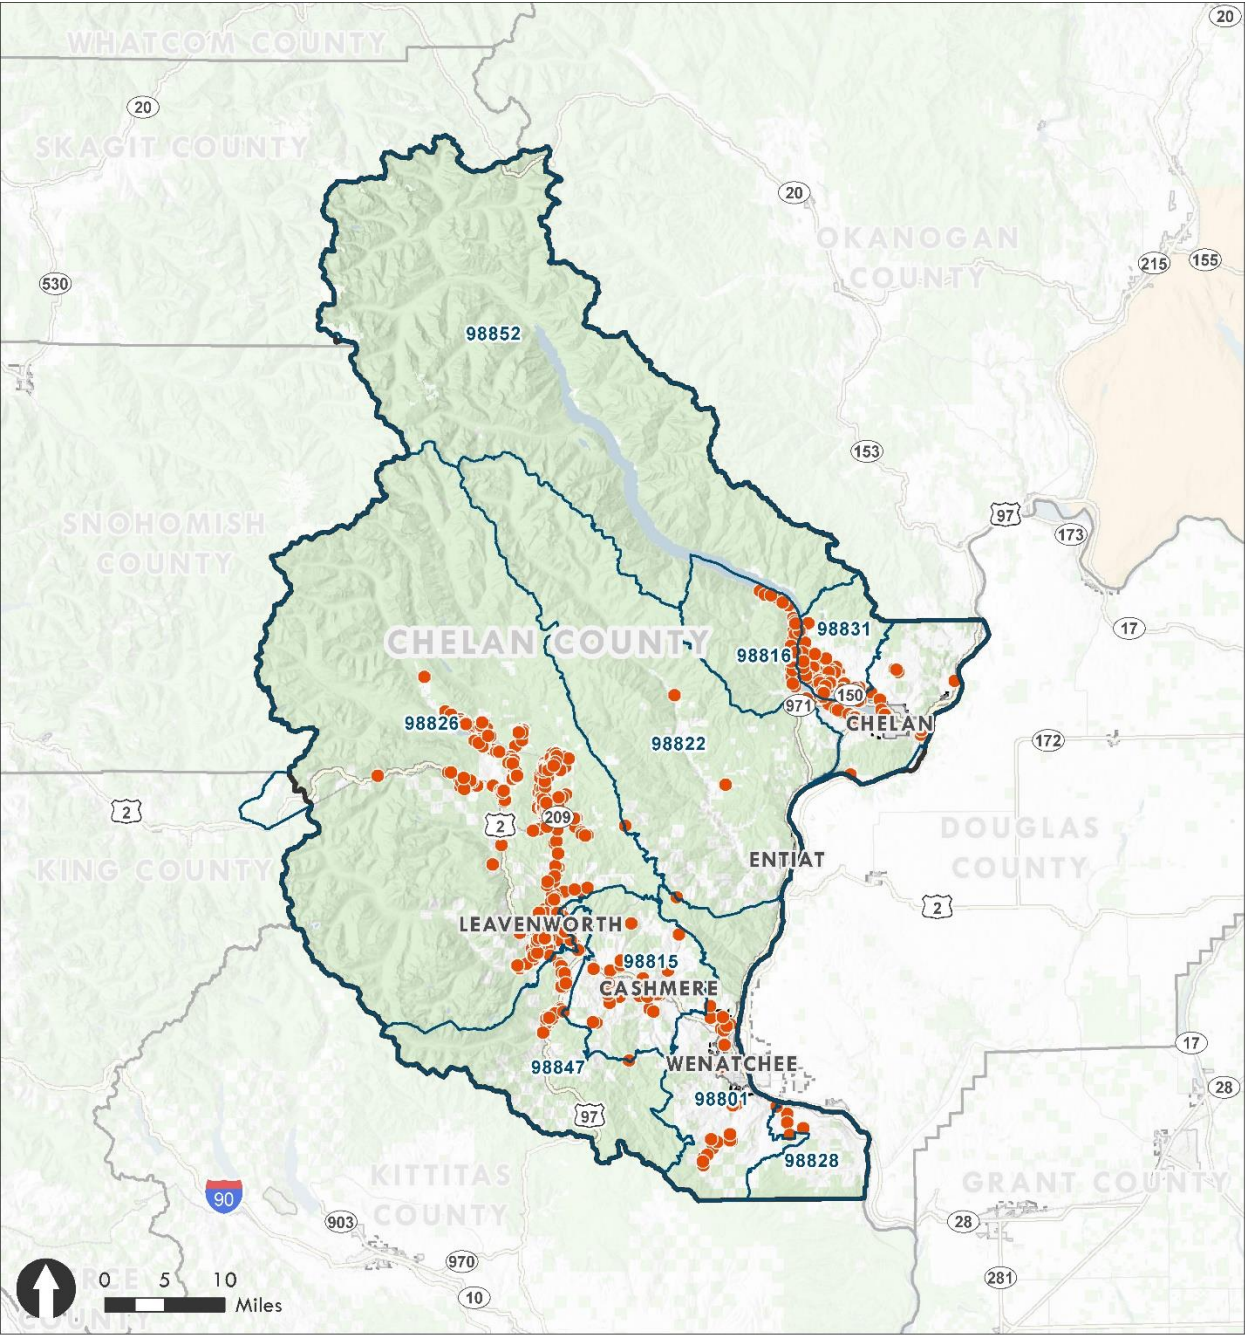 20
WHATCOM COUNTY
20
SKAGIT COUNTY
20
OKANOGAN
COUNTY
215
155
530
98852
153
97
173
SNOHOMISH
COUNTY
17
CHELAN COUNTY
98831
98816
150
971
98826
CHELAN
98822
172
2
209
2
DOUGLAS
COUNTY
KING COUNTY
ENTIAT
2
LEAVENWORTH
98815
CASHMERE
17
98847
WENATCHEE
28
98801
97
98828
KITTITAS
COUNTY
GRANT COUNTY
90
903
28
970
281
10
RCE
COUNTY
0 5 10
Miles